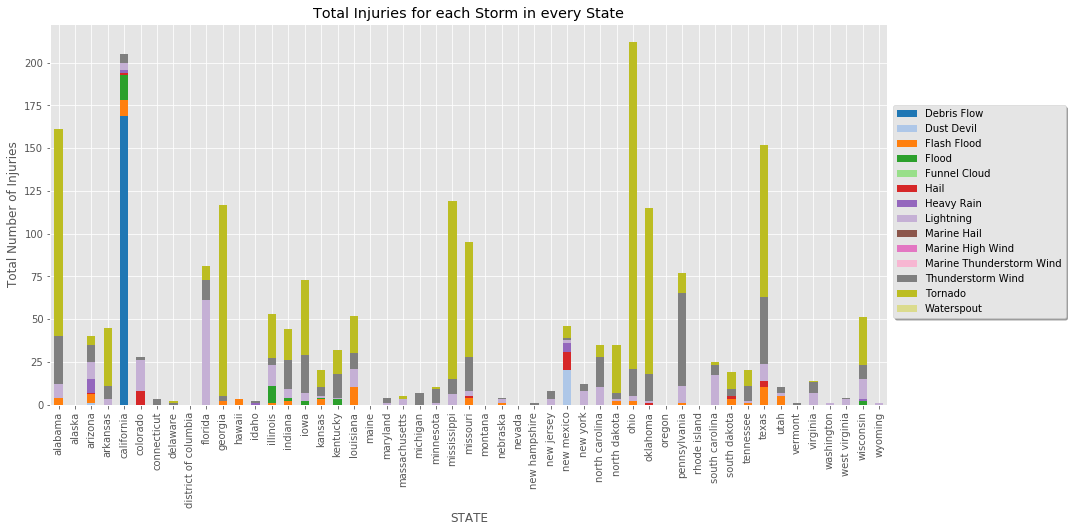 Total Injuries for each Storm in every State
Total Number of Injuries
200
175
150
125
100
75
50
25
0
alabama
alaska
arizona
arkansas
california
colorado
connecticut
delaware
district of columbia
florida
georgia
hawaii
idaho
illinois
indiana
iowa
kansas
kentucky
louisiana
maine
maryland
massachusetts
michigan
minnesota
mississippi
missouri
montana
nebraska
nevada
new hampshire
new jersey
new mexico
new york
north carolina
north dakota
ohio
oklahoma
oregon
pennsylvania
rhode island
south carolina
south dakota
tennessee
texas
utah
vermont
virginia
washington
west virginia
wisconsin
wyoming
STATE
Debris Flow
Dust Devil
Flash Flood
Flood
Funnel Cloud
Hail
Heavy Rain
Lightning
Marine Hail
Marine High Wind
Marine Thunderstorm Wind
Thunderstorm Wind
Tornado
Waterspout